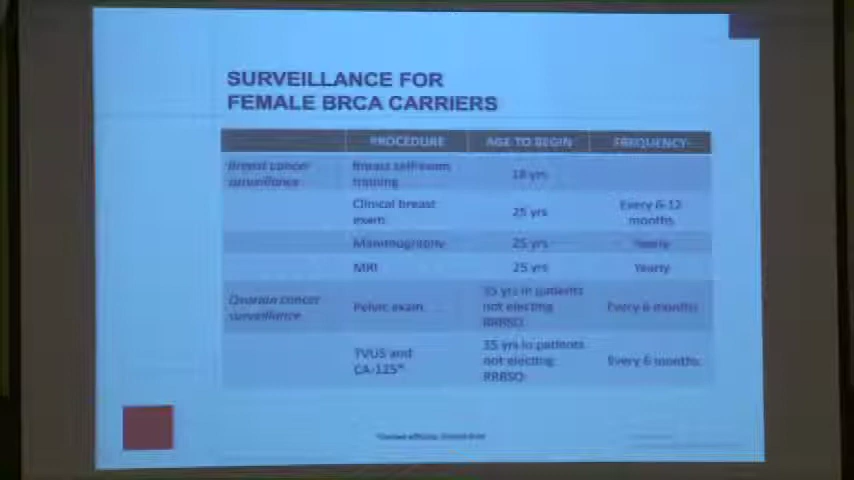 SURVEILLANCE FOR
FEMALE BRCA CARRIERS
PROCEDURE AGE TO BEGIN FREQUENCY
Breast cancer surveillance Breast self-exam training 18 yrs
Clinical breast exam 25 yrs Every 6-12 months
Mammography 25 yrs Yearly
MRI 25 yrs Yearly
Ovarian cancer surveillance Pelvic exam 35 yrs in patients not electing RRBSO Every 6 months
TVUS and CA-125* 35 yrs in patients not electing RRBSO Every 6 months